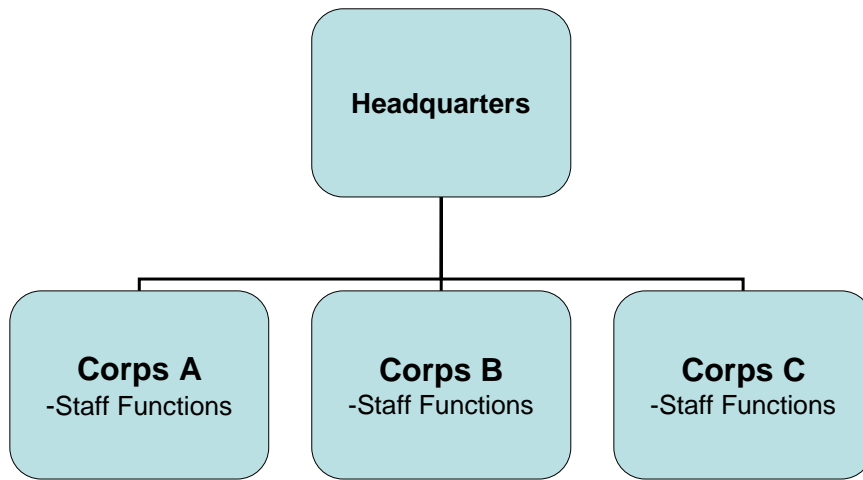 Headquarters
Corps A
-Staff Functions
Corps B
-Staff Functions
Corps C
-Staff Functions